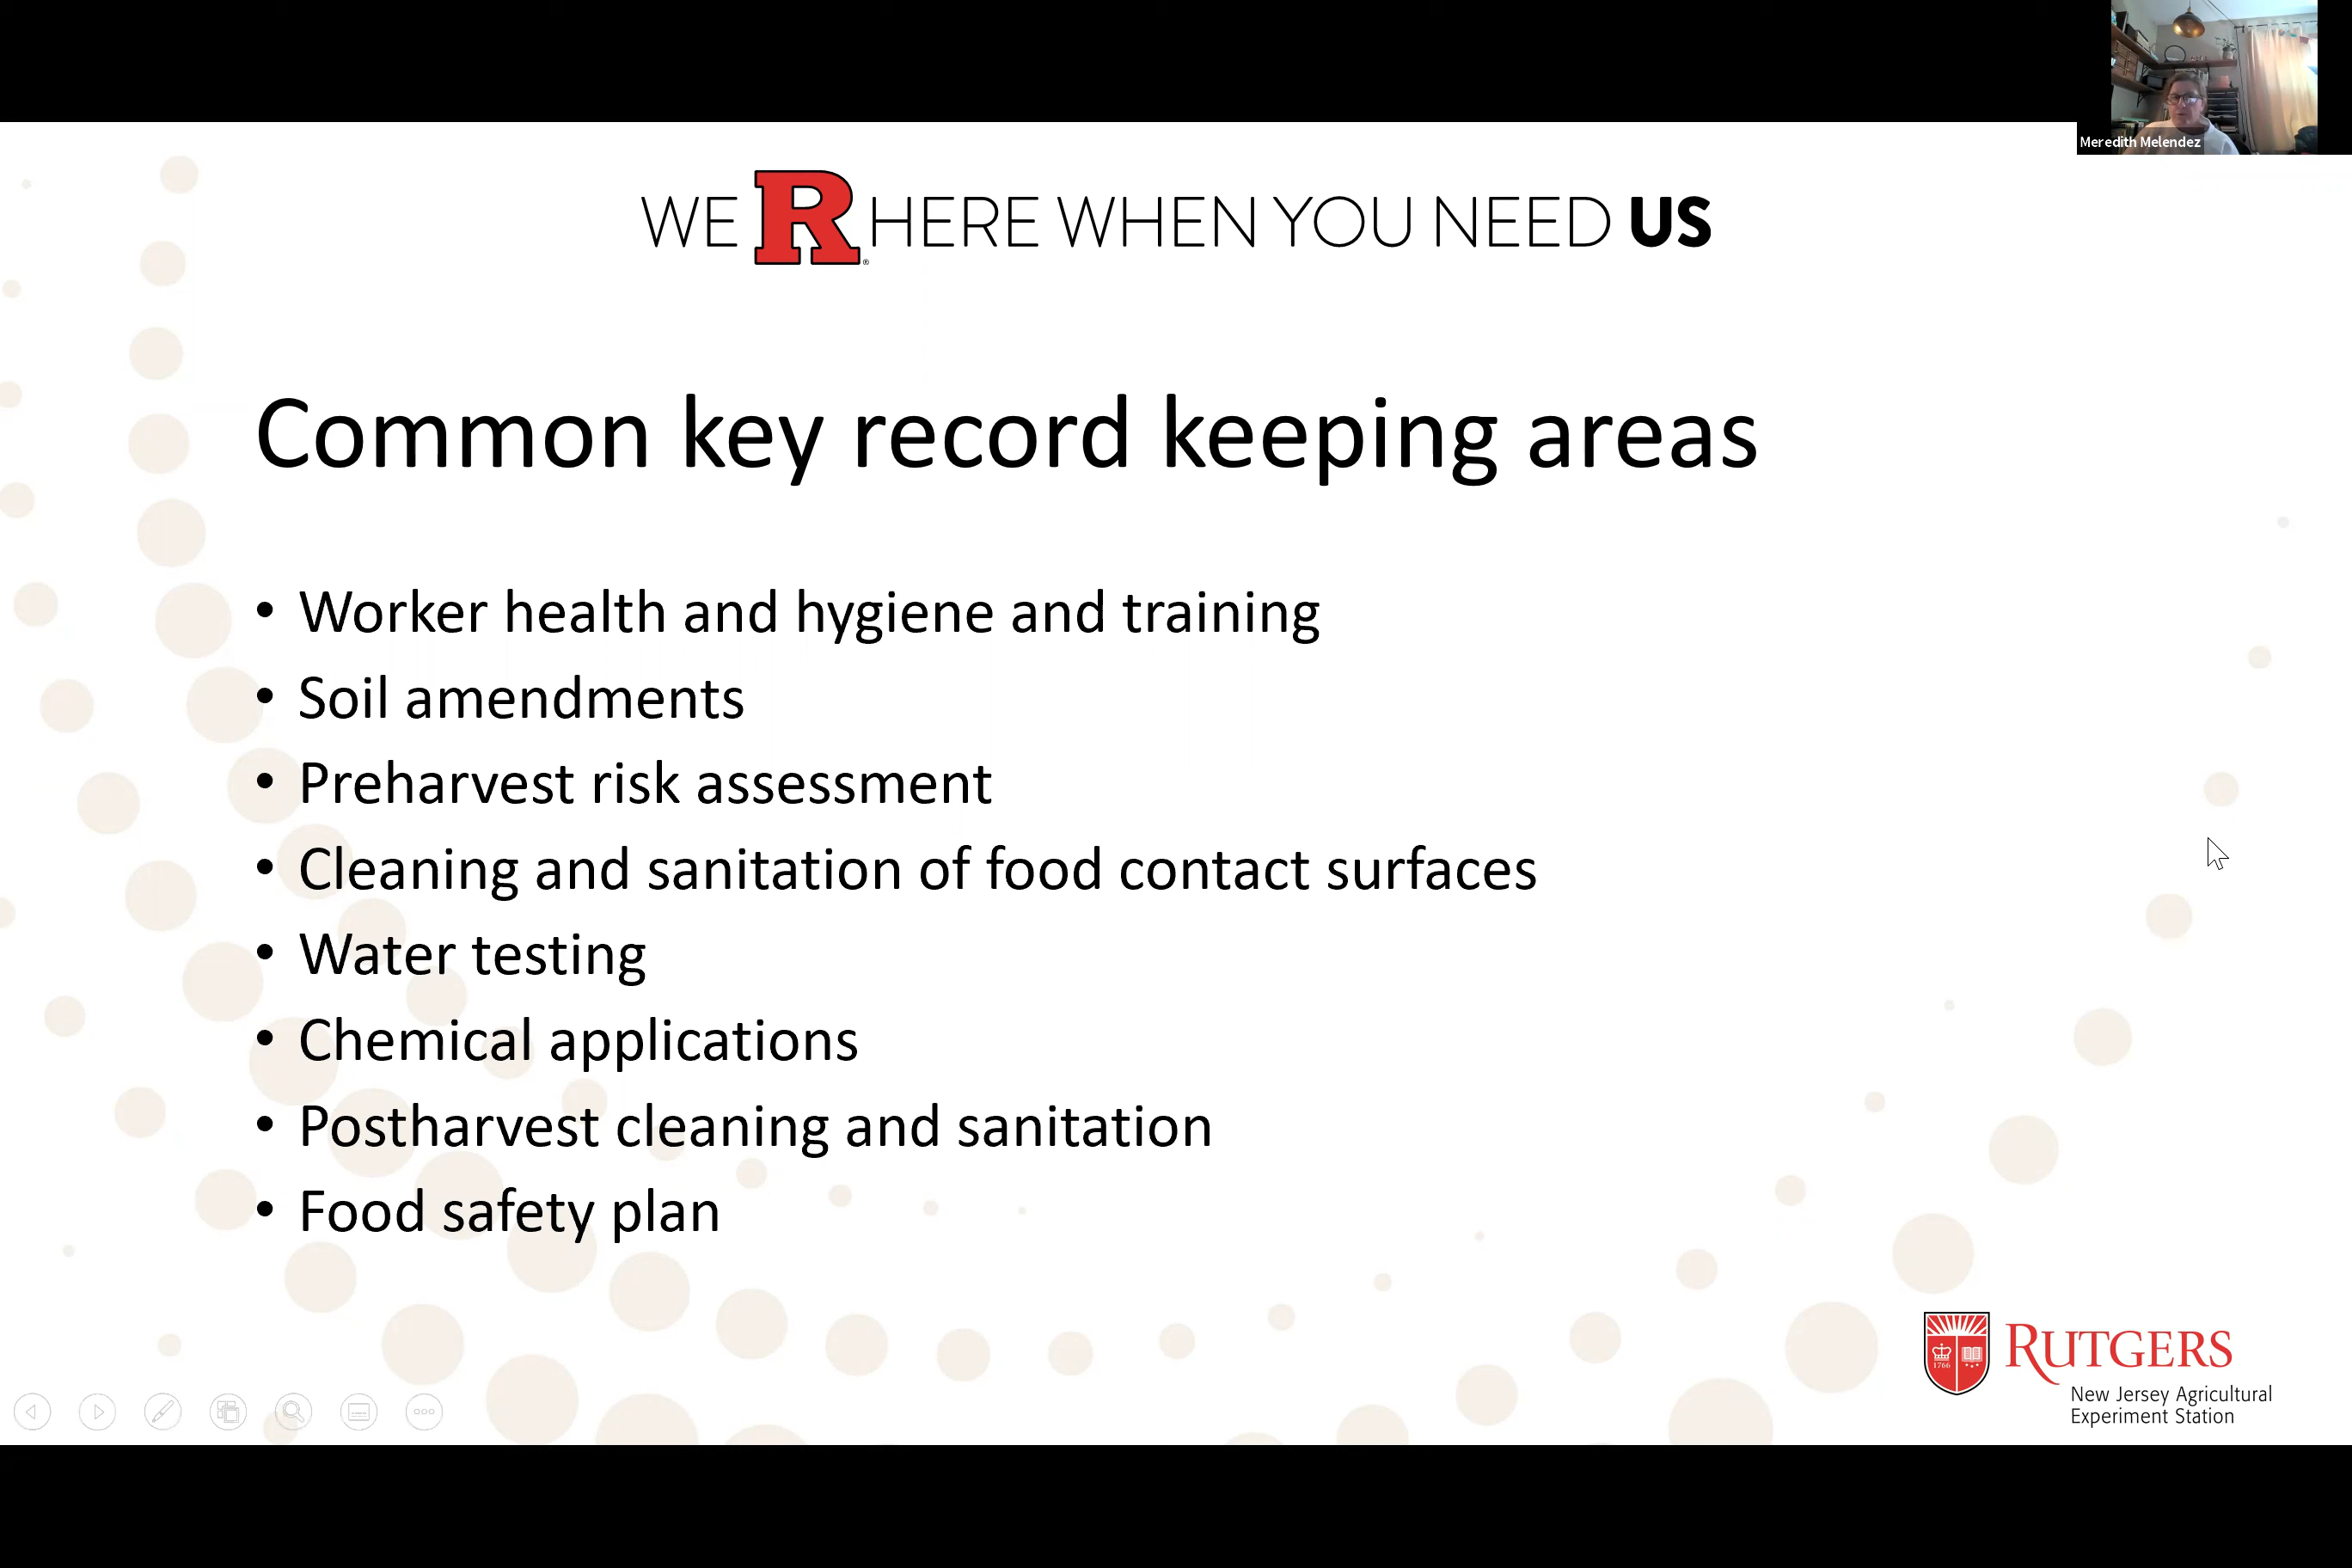 Meredith Melendez
WE R HERE WHEN YOU NEED US
Common key record keeping areas
• Worker health and hygiene and training
• Soil amendments
• Preharvest risk assessment
• Cleaning and sanitation of food contact surfaces
• Water testing
• Chemical applications
• Postharvest cleaning and sanitation
• Food safety plan
1766
RUTGERS
New Jersey Agricultural
Experiment Station